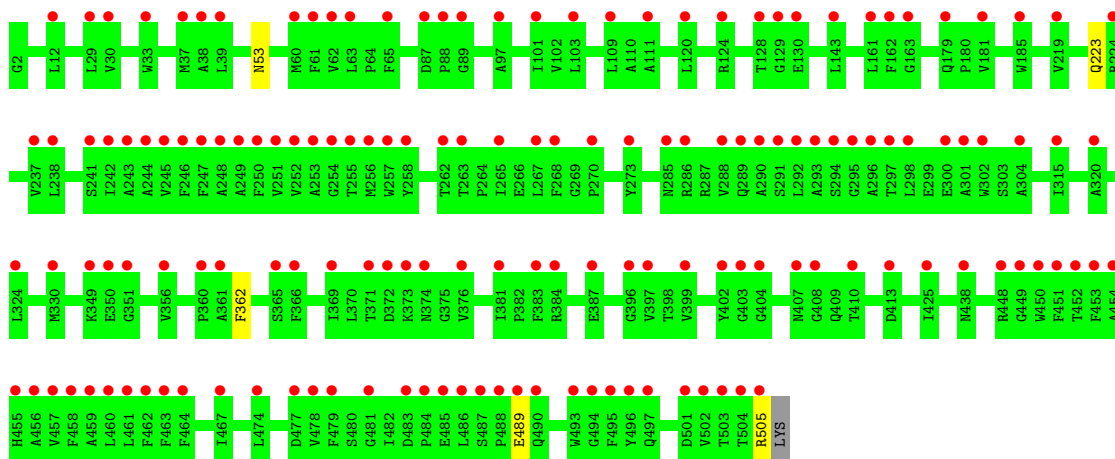 G2 L12 L29 V30 W33 M37 A38 L39 N53 M60 F61 V62 L63 P64 F65 D87 P88 G89 A97 I101 V102 L103 L109 A110 A111 L120 R124 T128 G129 E130 L143 L161 F162 G163 Q179 P180 V181 W185 V219 Q223 R224
V237 L238 S241 I242 A243 A244 V245 F246 F247 A248 A249 F250 V251 V252 A253 G254 T255 M256 W257 Y258 T262 T263 P264 I265 E266 L267 F268 G269 P270 Y273 N285 R286 R287 V288 Q289 A290 S291 L292 A293 S294 G295 A296 T297 L298 E299 E300 A301 W302 S303 A304 I315 A320
L324 M330 K349 E350 G351 V356 P360 A361 F362 S365 F366 I369 L370 T371 D372 K373 N374 G375 V376 I381 P382 F383 R384 E387 G396 V397 T398 V399 Y402 G403 G404 N407 G408 Q409 T410 D413 I425 N438 R448 G449 W450 F451 T452 F453 A454
H455 A456 V457 F458 A459 L460 L461 F462 F463 F464 I467 L474 D477 V478 F479 S480 G481 I482 D483 P484 E485 L486 S487 P488 E489 Q490 W493 G494 F495 Y496 Q497 D501 V502 T503 T504 R505 LYS